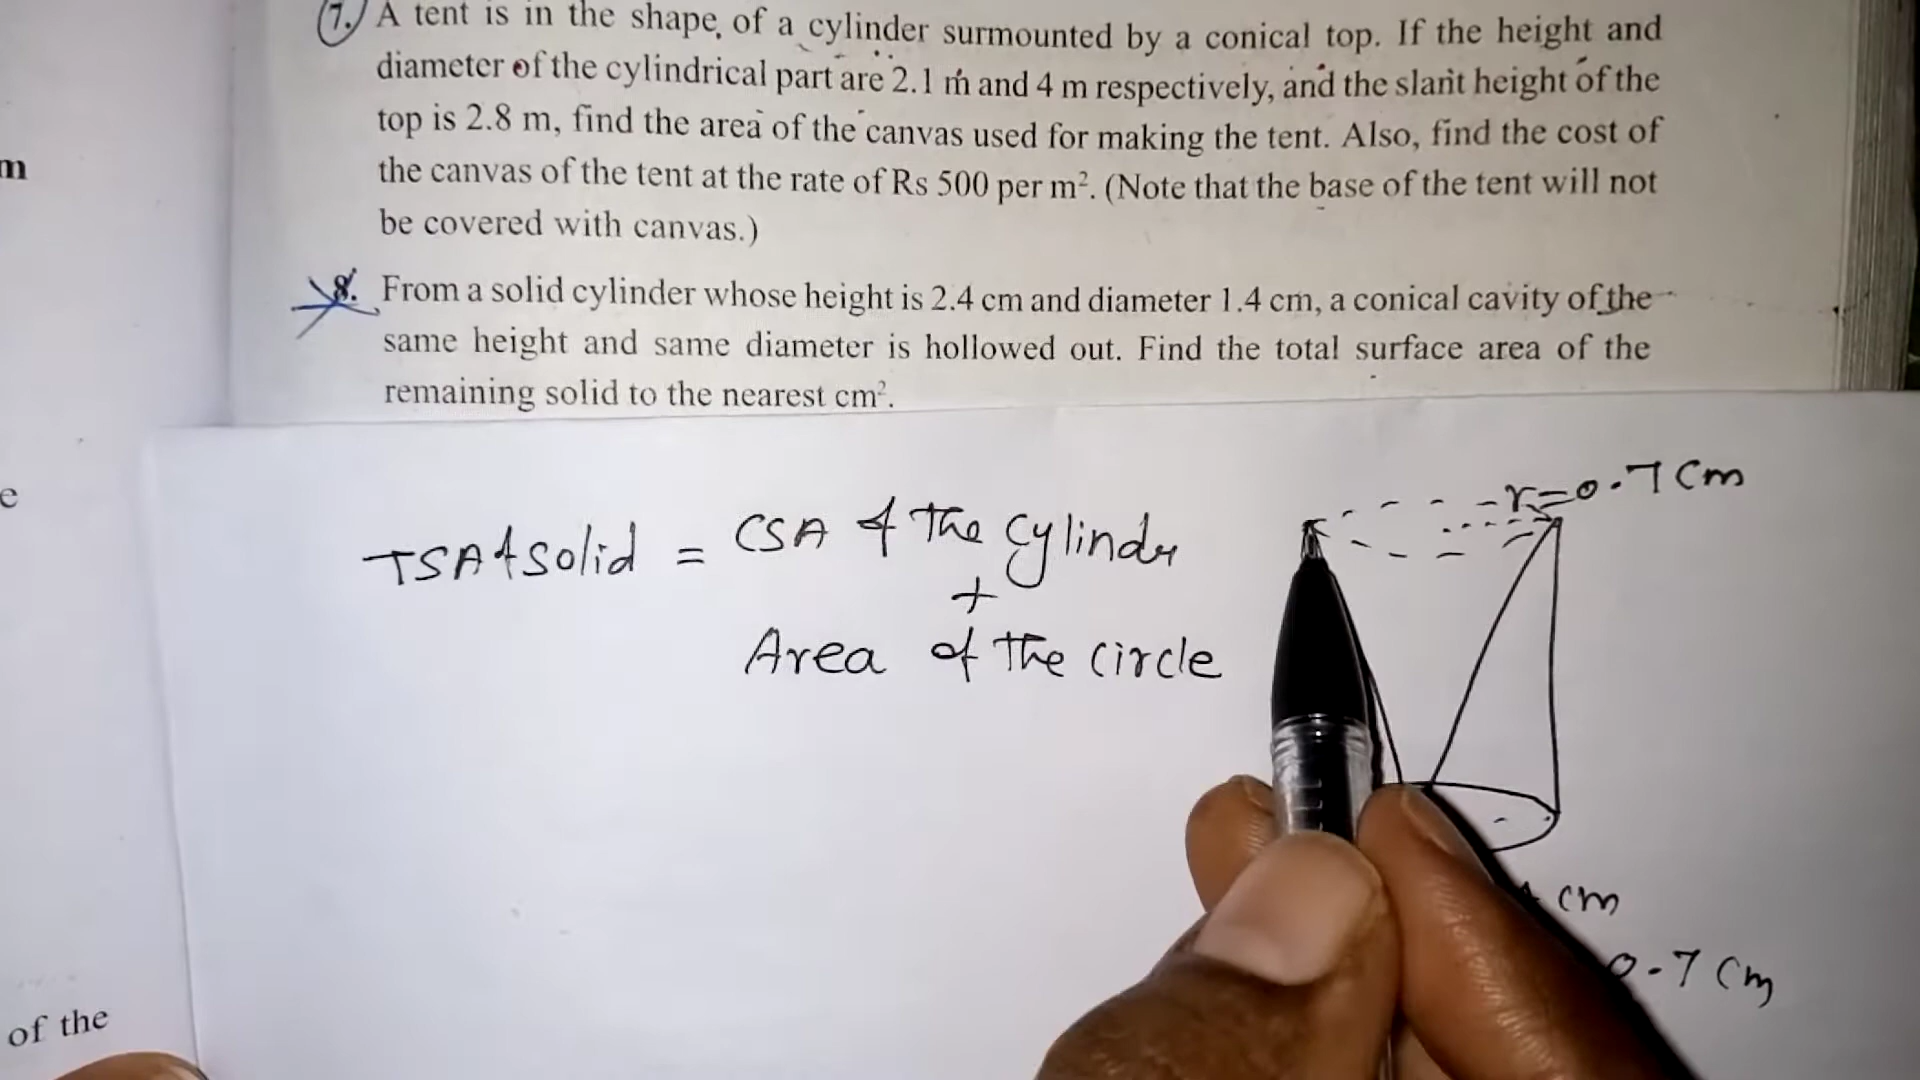 m
e
of the
7. A tent is in the shape of a cylinder surmounted by a conical top. If the height and
diameter of the cylindrical part are 2.1 m and 4 m respectively, and the slant height of the
top is 2.8 m, find the area of the canvas used for making the tent. Also, find the cost of
the canvas of the tent at the rate of Rs 500 per m². (Note that the base of the tent will not
be covered with canvas.)
8. From a solid cylinder whose height is 2.4 cm and diameter 1.4 cm, a conical cavity of the
same height and same diameter is hollowed out. Find the total surface area of the
remaining solid to the nearest cm².
TSA of solid = CSA of the cylinder
+
Area of the circle
r=0.7 cm
cm
0.7 cm